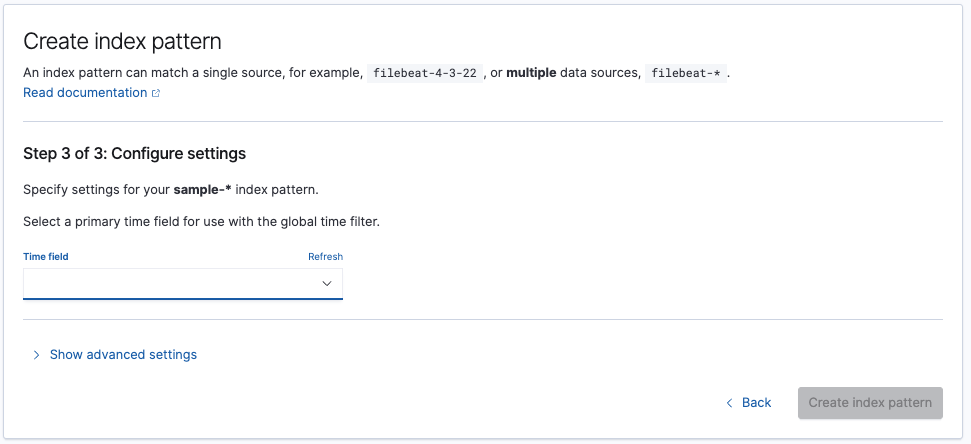 Create index pattern
An index pattern can match a single source, for example, filebeat-4-3-22 , or multiple data sources, filebeat-* .
Read documentation
Step 3 of 3: Configure settings
Specify settings for your sample-* index pattern.
Select a primary time field for use with the global time filter.
Time field Refresh
Show advanced settings
Back Create index pattern